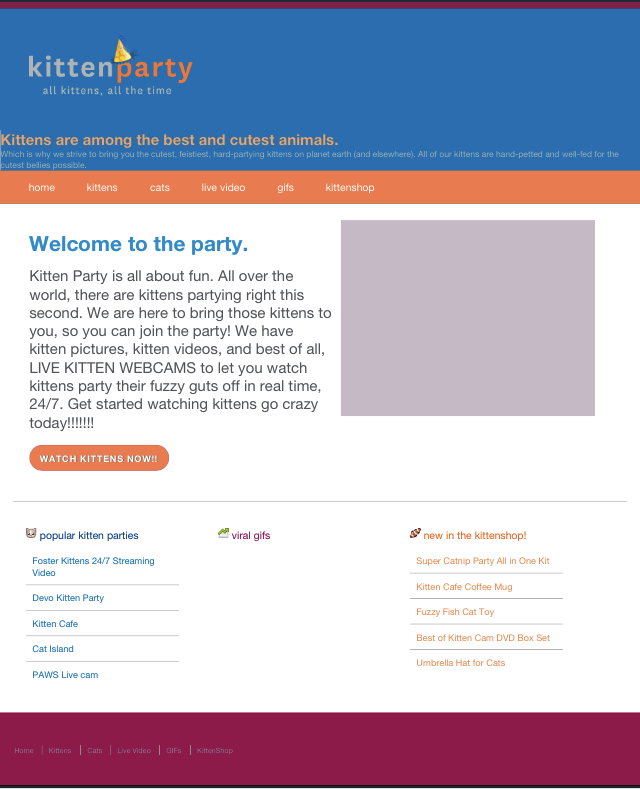 kittenparty
all kittens, all the time
Kittens are among the best and cutest animals.
Which is why we strive to bring you the cutest, feistiest, hard-partying kittens on planet earth (and elsewhere). All of our kittens are hand-petted and well-fed for the
cutest bellies possible.
home kittens cats live video gifs kittenshop
Welcome to the party.
Kitten Party is all about fun. All over the
world, there are kittens partying right this
second. We are here to bring those kittens to
you, so you can join the party! We have
kitten pictures, kitten videos, and best of all,
LIVE KITTEN WEBCAMS to let you watch
kittens party their fuzzy guts off in real time,
24/7. Get started watching kittens go crazy
today!!!!!!!
WATCH KITTENS NOW!!
popular kitten parties
Foster Kittens 24/7 Streaming
Video
Devo Kitten Party
Kitten Cafe
Cat Island
PAWS Live cam
viral gifs
new in the kittenshop!
Super Catnip Party All in One Kit
Kitten Cafe Coffee Mug
Fuzzy Fish Cat Toy
Best of Kitten Cam DVD Box Set
Umbrella Hat for Cats
Home Kittens Cats Live Video GIFs KittenShop